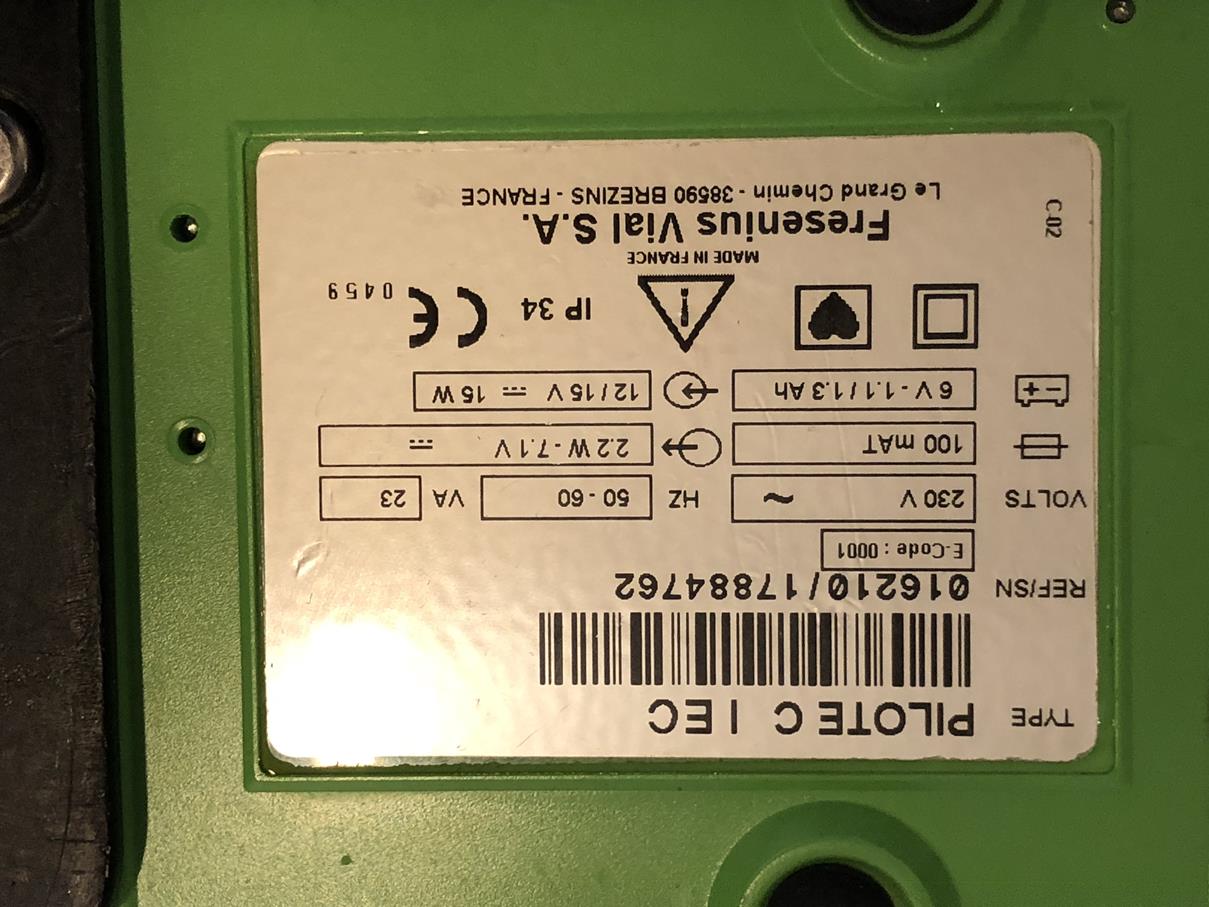 TYPE PILOTEC IEC
REF/SN 016210/17884762
E-Code : 0001
VOLTS 230 V ~ HZ 50 - 60 VA 23
100 mAT 2.2 W - 7.1 V
6 V - 1.1 / 1.3 Ah 12 / 15 V 15 W
IP 34 CE 0459
MADE IN FRANCE
Fresenius Vial S.A.
Le Grand Chemin - 38590 BREZINS - FRANCE
C-02